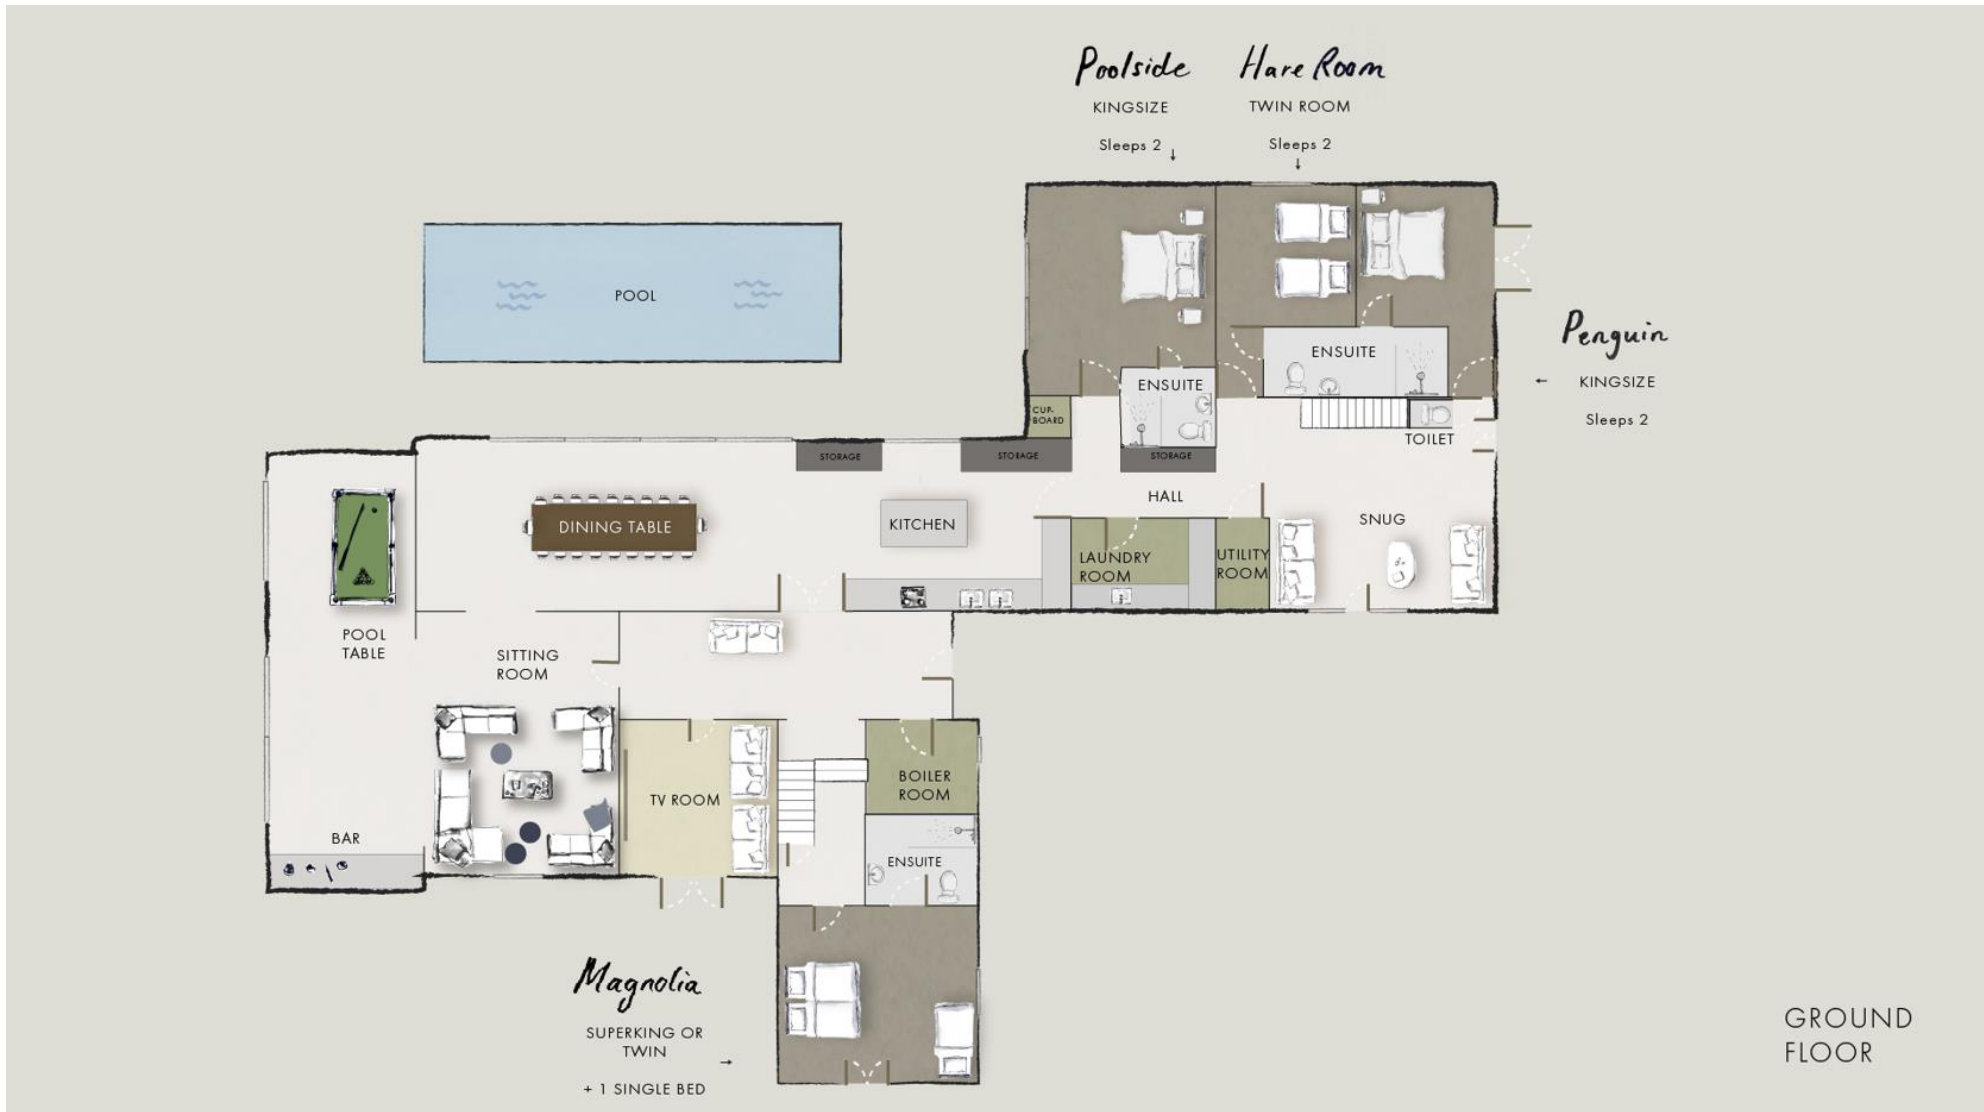 Poolside
KINGSIZE
Sleeps 2
Hare Room
TWIN ROOM
Sleeps 2
POOL
Penguin
KINGSIZE
Sleeps 2
ENSUITE
ENSUITE
CUP-
BOARD
TOILET
STORAGE
STORAGE
STORAGE
HALL
DINING TABLE
KITCHEN
SNUG
LAUNDRY
ROOM
UTILITY
ROOM
POOL
TABLE
SITTING
ROOM
TV ROOM
BOILER
ROOM
BAR
ENSUITE
Magnolia
SUPERKING OR
TWIN
+ 1 SINGLE BED
GROUND
FLOOR